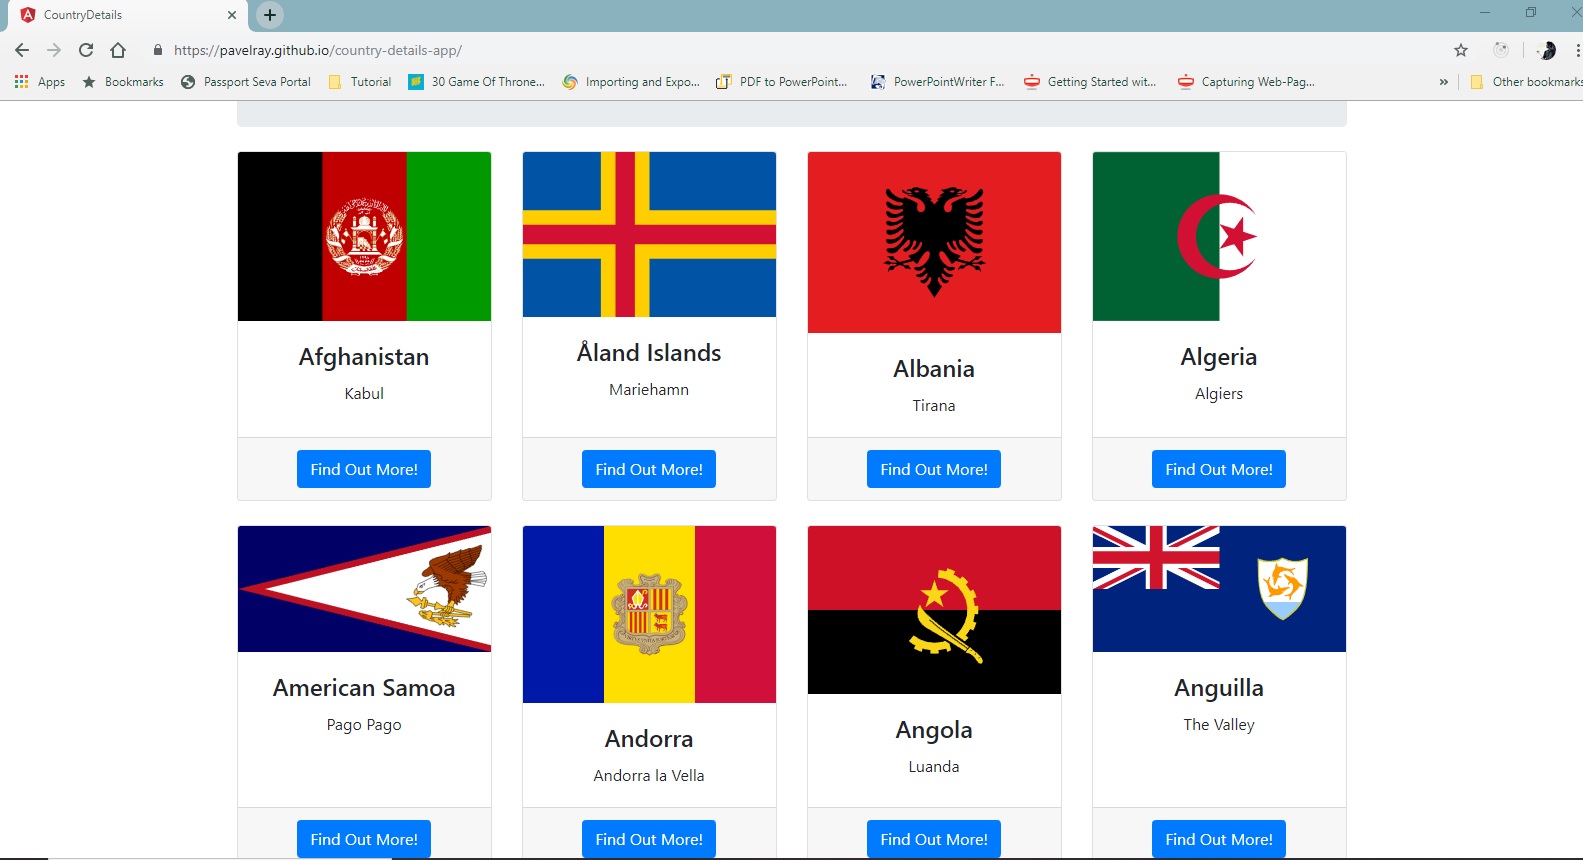 CountryDetails
https://pavelray.github.io/country-details-app/
Apps
Bookmarks
Passport Seva Portal
Tutorial
30 Game Of Throne...
Importing and Expo...
PDF to PowerPoint...
PowerPointWriter F...
Getting Started wit...
Capturing Web-Pag...
»
Other bookmarks
Afghanistan
Kabul
Find Out More!
Åland Islands
Mariehamn
Find Out More!
Albania
Tirana
Find Out More!
Algeria
Algiers
Find Out More!
American Samoa
Pago Pago
Find Out More!
Andorra
Andorra la Vella
Find Out More!
Angola
Luanda
Find Out More!
Anguilla
The Valley
Find Out More!